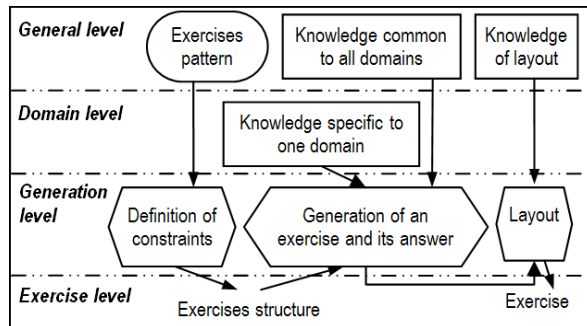 General level
Exercises
pattern
Knowledge common
to all domains
Knowledge
of layout
Domain level
Knowledge specific to
one domain
Generation
level
Definition of
constraints
Generation of an
exercise and its answer
Layout
Exercise level
Exercises structure
Exercise